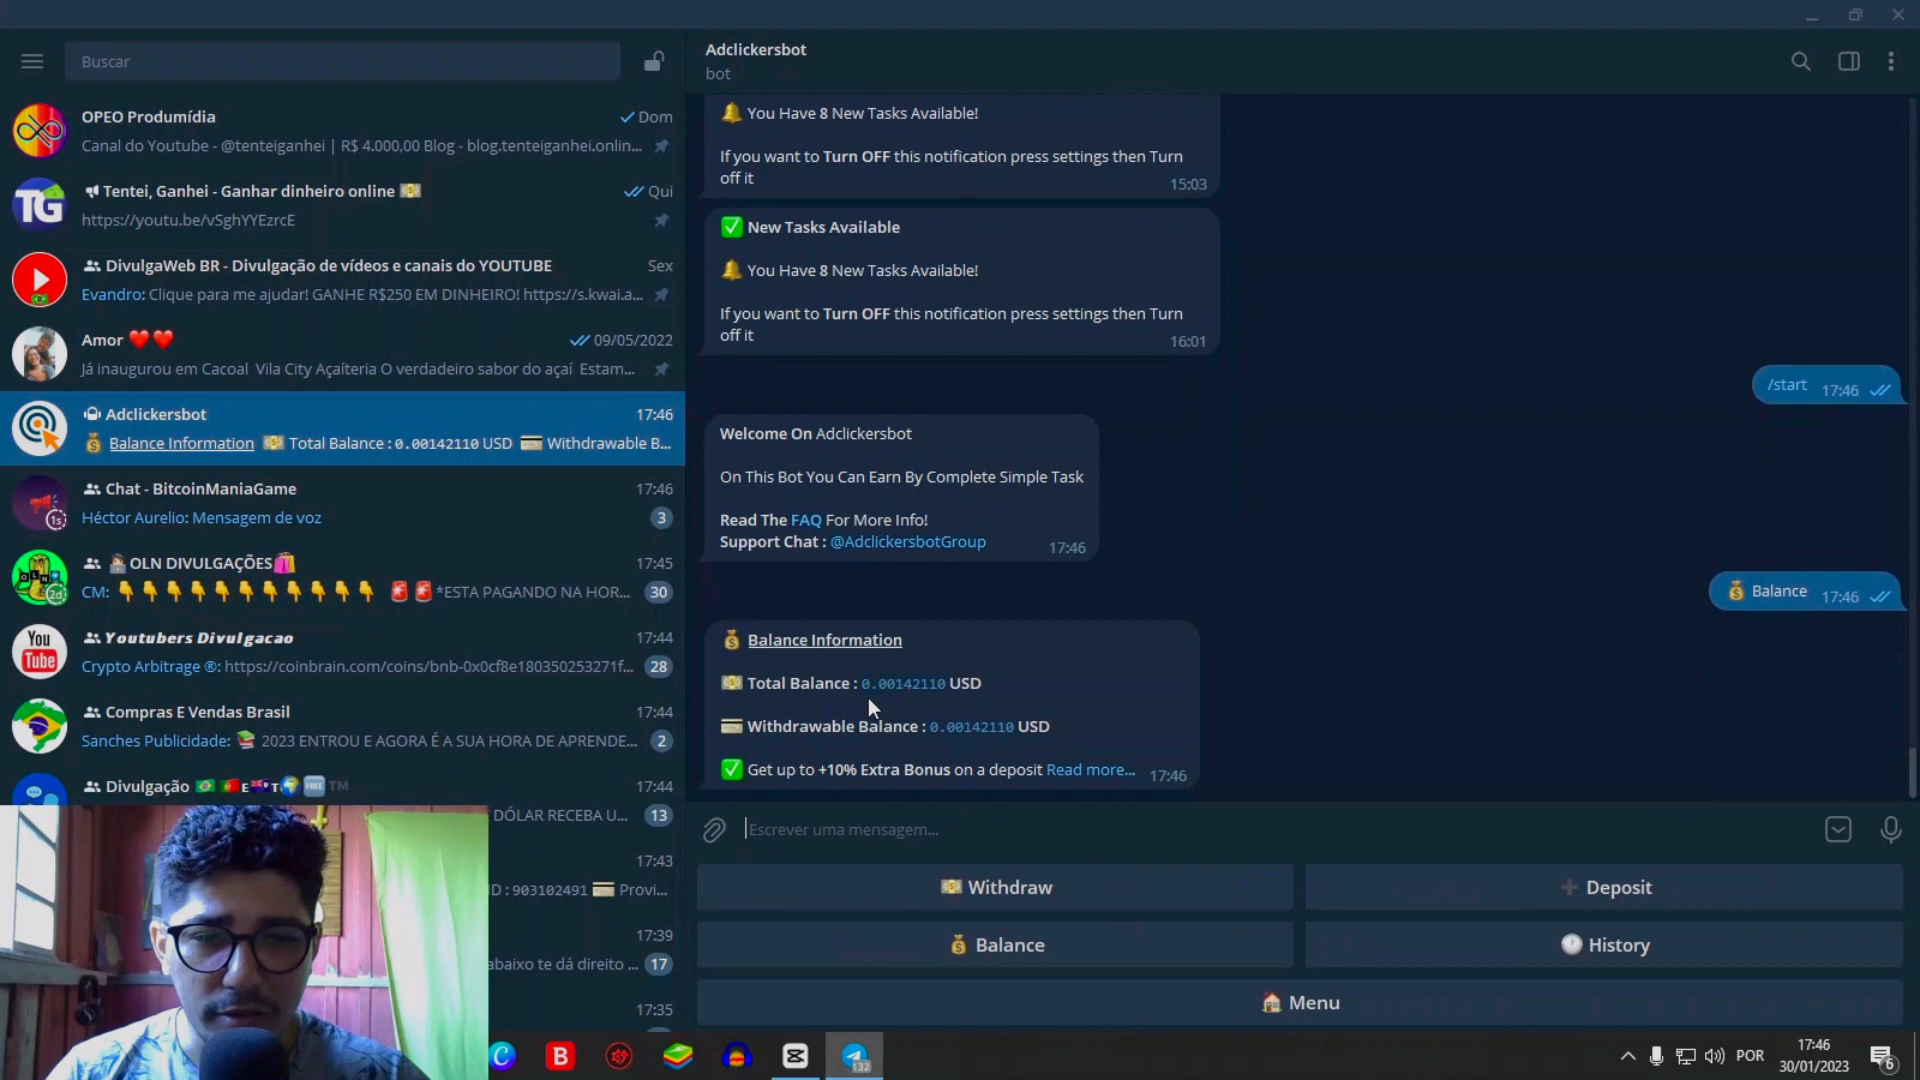 Buscar
OPEO Produmídia
Dom
Canal do Youtube - @tenteiganhei | R$ 4.000,00 Blog - blog.tenteiganhei.onlin...
TG
Tentei, Ganhei - Ganhar dinheiro online
Qui
https://youtu.be/vSghYYEzrcE
DivulgaWeb BR - Divulgação de vídeos e canais do YOUTUBE
Sex
Evandro: Clique para me ajudar! GANHE R$250 EM DINHEIRO! https://s.kwai.a...
Amor ❤️❤️
09/05/2022
Já inaugurou em Cacoal Vila City Açaíteria O verdadeiro sabor do açaí Estam...
Adclickersbot
17:46
💰 Balance Information 💵 Total Balance : 0.00142110 USD 💳 Withdrawable B...
Chat - BitcoinManiaGame
17:46
1s
Héctor Aurelio: Mensagem de voz
3
OLN DIVULGAÇÕES🛍
17:45
OLN
2d
CM: 👇👇👇👇👇👇👇👇👇👇👇 🚨🚨*ESTA PAGANDO NA HOR...
30
You
Tube
Youtubers Divulgacao
17:44
Crypto Arbitrage ®: https://coinbrain.com/coins/bnb-0x0cf8e180350253271f...
28
Compras E Vendas Brasil
17:44
Sanches Publicidade: 📚 2023 ENTROU E AGORA É A SUA HORA DE APRENDE...
2
Divulgação 🇧🇷🇵🇹 E T🌍🆓™
17:44
DÓLAR RECEBA U...
13
17:43
D : 903102491 💳 Provi...
17:39
abaixo te dá direito ...
17
17:35
Adclickersbot
bot
🔔 You Have 8 New Tasks Available!
If you want to Turn OFF this notification press settings then Turn
off it
15:03
✅ New Tasks Available
🔔 You Have 8 New Tasks Available!
If you want to Turn OFF this notification press settings then Turn
off it
16:01
/start
17:46
Welcome On Adclickersbot
On This Bot You Can Earn By Complete Simple Task
Read The FAQ For More Info!
Support Chat : @AdclickersbotGroup
17:46
💰 Balance
17:46
💰 Balance Information
💵 Total Balance : 0.00142110 USD
💳 Withdrawable Balance : 0.00142110 USD
✅ Get up to +10% Extra Bonus on a deposit Read more...
17:46
Escrever uma mensagem...
💵 Withdraw
➕ Deposit
💰 Balance
🕐 History
🏠 Menu
C
B
132
POR
17:46
30/01/2023
6